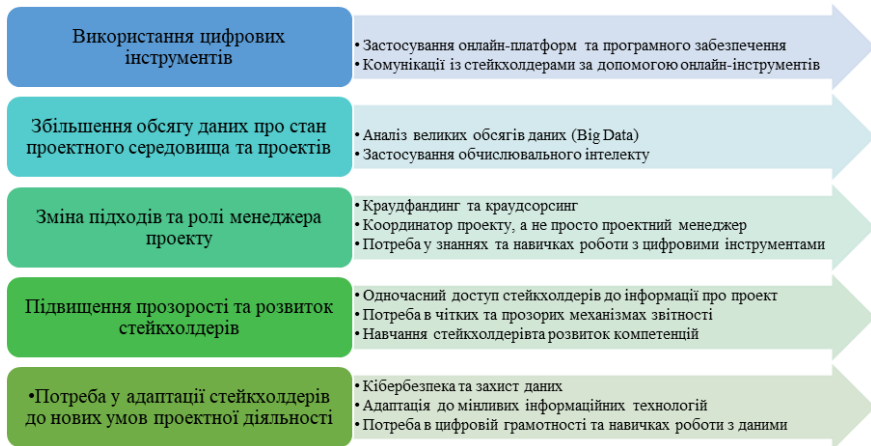 Використання цифрових
інструментів
• Застосування онлайн-платформ та програмного забезпечення
• Комунікації із стейкхолдерами за допомогою онлайн-інструментів
Збільшення обсягу даних про стан
проектного середовища та проектів
• Аналіз великих обсягів даних (Big Data)
• Застосування обчислювального інтелекту
Зміна підходів та ролі менеджера
проекту
• Краудфандинг та краудсорсинг
• Координатор проекту, а не просто проектний менеджер
• Потреба у знаннях та навичках роботи з цифровими інструментами
Підвищення прозорості та розвиток
стейкхолдерів
• Одночасний доступ стейкхолдерів до інформації про проект
• Потреба в чітких та прозорих механізмах звітності
• Навчання стейкхолдерівта розвиток компетенцій
•Потреба у адаптації стейкхолдерів
до нових умов проектної діяльності
• Кібербезпека та захист даних
• Адаптація до мінливих інформаційних технологій
• Потреба в цифровій грамотності та навичках роботи з даними